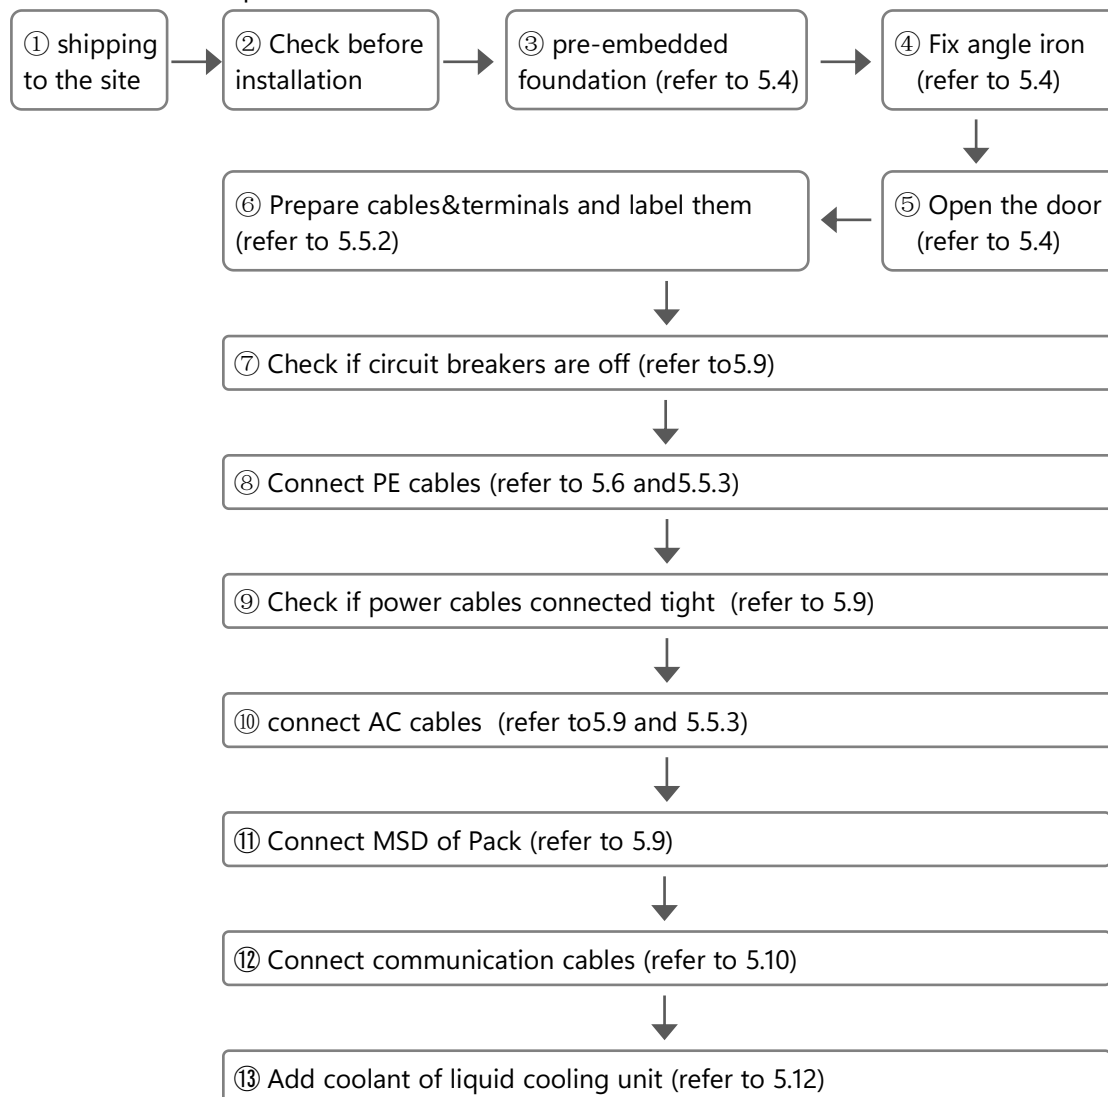 ① shipping
to the site
② Check before
installation
③ pre-embedded
foundation (refer to 5.4)
④ Fix angle iron
(refer to 5.4)
⑤ Open the door
(refer to 5.4)
⑥ Prepare cables&terminals and label them
(refer to 5.5.2)
⑦ Check if circuit breakers are off (refer to5.9)
⑧ Connect PE cables (refer to 5.6 and5.5.3)
⑨ Check if power cables connected tight (refer to 5.9)
⑩ connect AC cables (refer to5.9 and 5.5.3)
⑪ Connect MSD of Pack (refer to 5.9)
⑫ Connect communication cables (refer to 5.10)
⑬ Add coolant of liquid cooling unit (refer to 5.12)